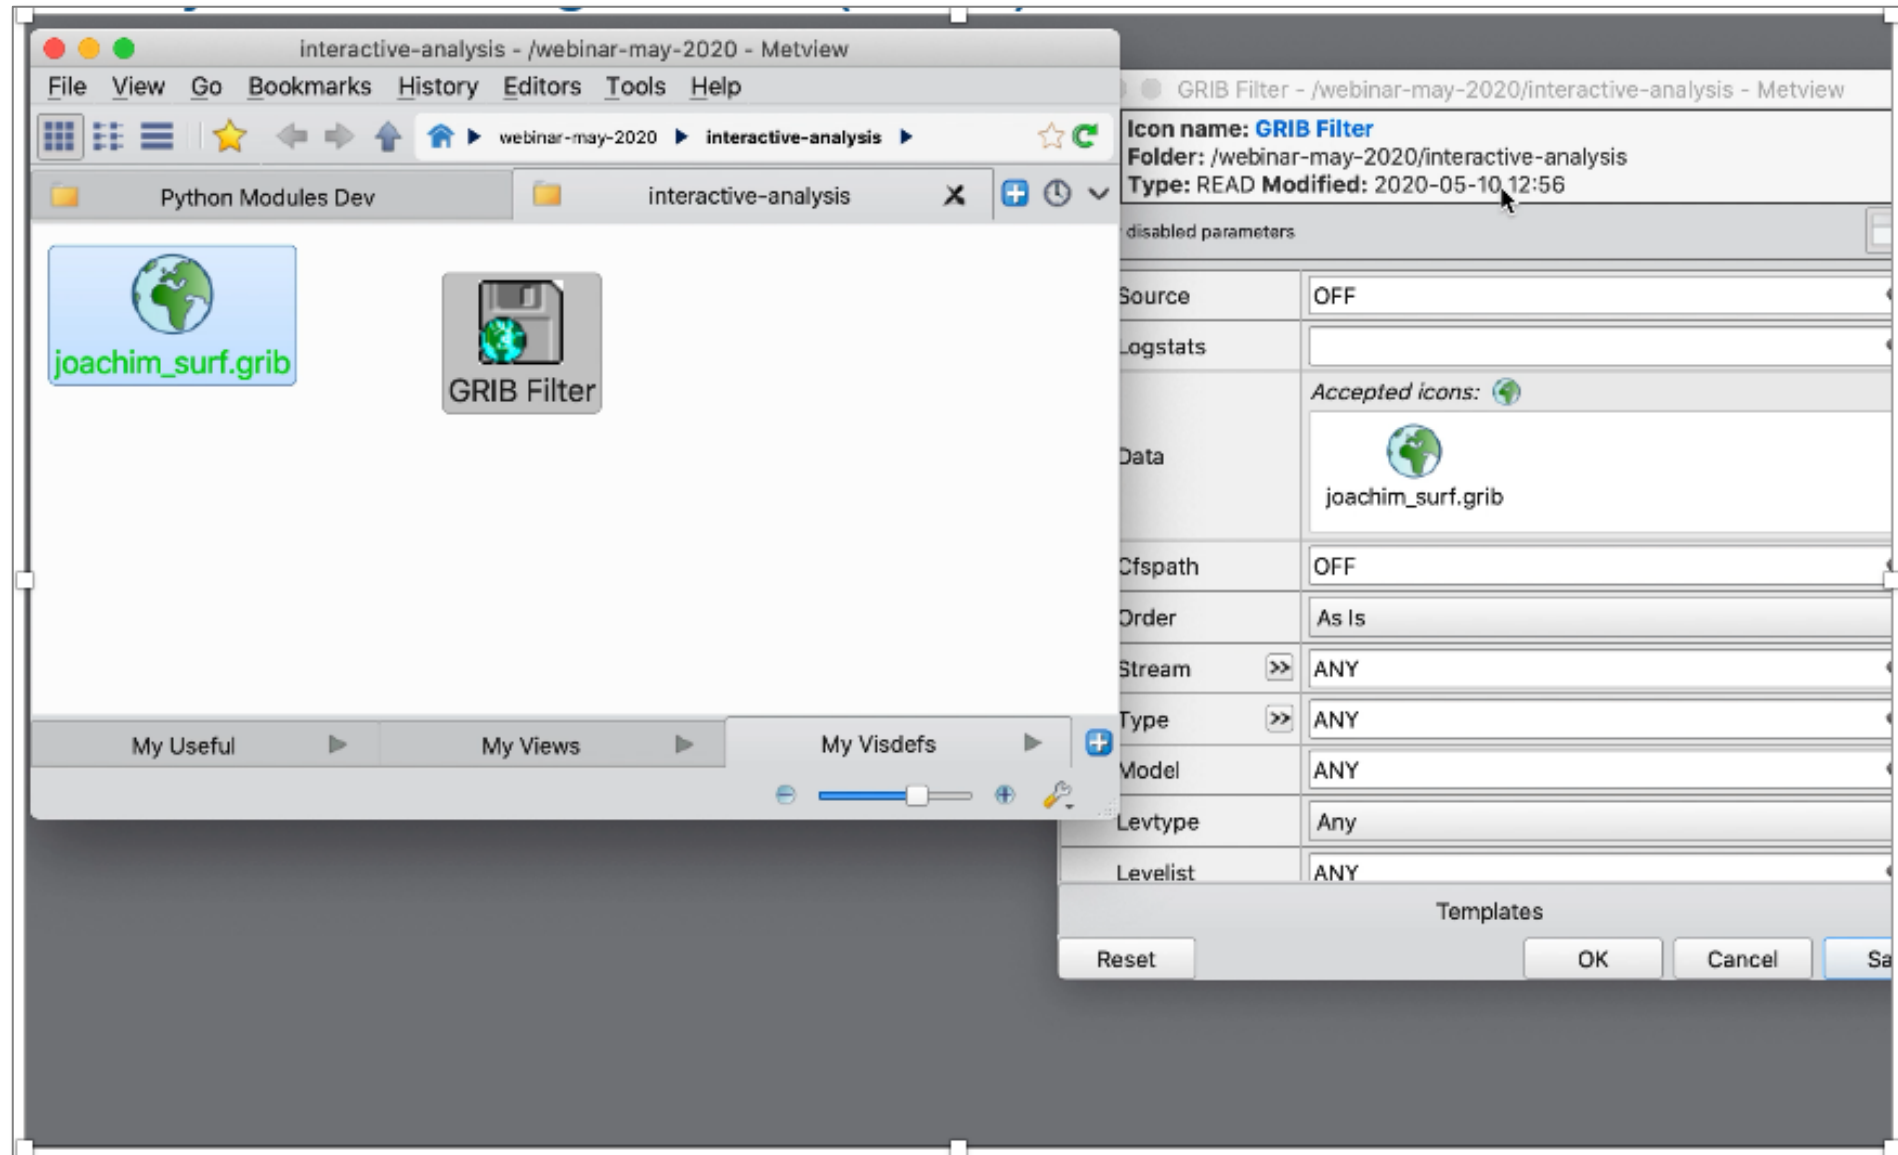 interactive-analysis - /webinar-may-2020 - Metview
File View Go Bookmarks History Editors Tools Help
webinar-may-2020 interactive-analysis
Python Modules Dev
interactive-analysis
joachim_surf.grib
GRIB Filter
My Useful
My Views
My Visdefs
GRIB Filter - /webinar-may-2020/interactive-analysis - Metview
Icon name: GRIB Filter
Folder: /webinar-may-2020/interactive-analysis
Type: READ Modified: 2020-05-10 12:56
disabled parameters
Source OFF
Logstats
Accepted icons:
Data
joachim_surf.grib
Cfspath OFF
Order As Is
Stream >> ANY
Type >> ANY
Model ANY
Levtype Any
Levelist ANY
Templates
Reset OK Cancel Sa